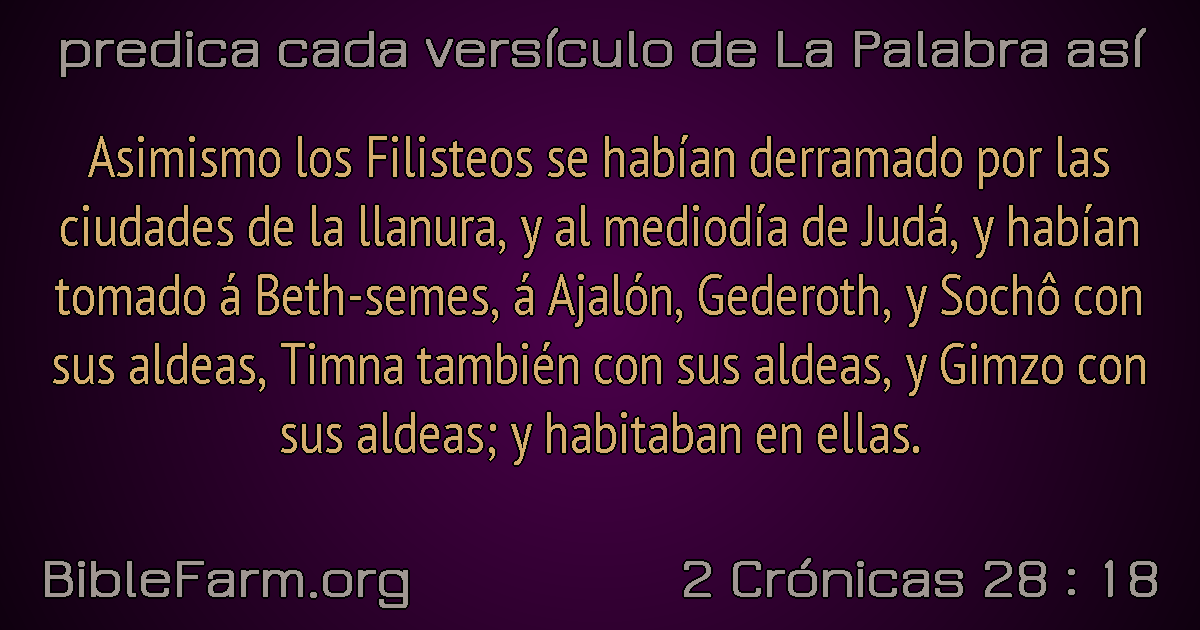 predica cada versículo de La Palabra así
Asimismo los Filisteos se habían derramado por las
ciudades de la llanura, y al mediodía de Judá, y habían
tomado á Beth-semes, á Ajalón, Gederoth, y Sochô con
sus aldeas, Timna también con sus aldeas, y Gimzo con
sus aldeas; y habitaban en ellas.
BibleFarm.org
2 Crónicas 28 : 18